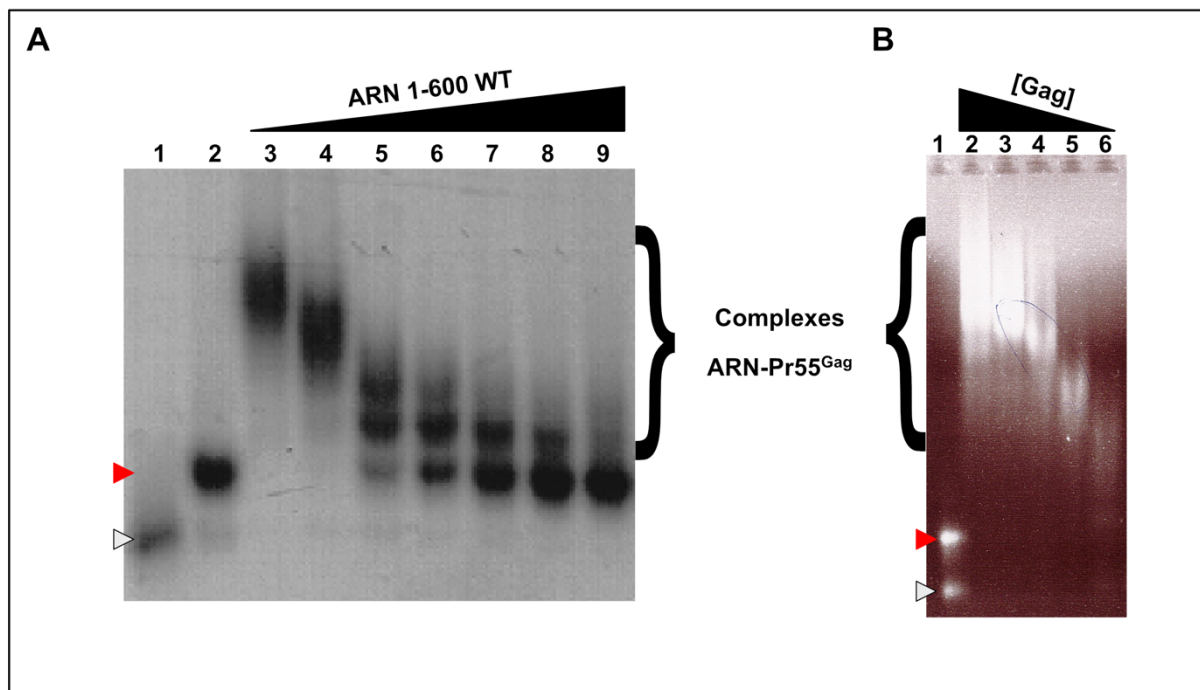 A
B
ARN 1-600 WT
[Gag]
1 2 3 4 5 6 7 8 9
1 2 3 4 5 6
Complexes
ARN-Pr55Gag